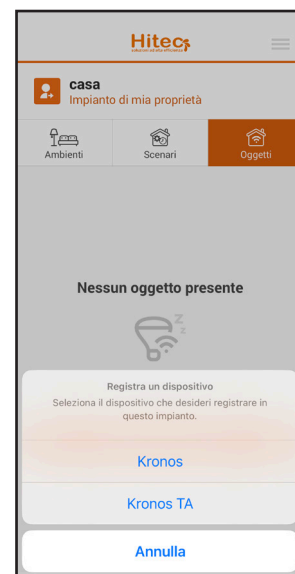 Hitec
casa
Impianto di mia proprietà
Ambienti
Scenari
Oggetti
Nessun oggetto presente
z z z
Registra un dispositivo
Seleziona il dispositivo che desideri registrare in
questo impianto.
Kronos
Kronos TA
Annulla